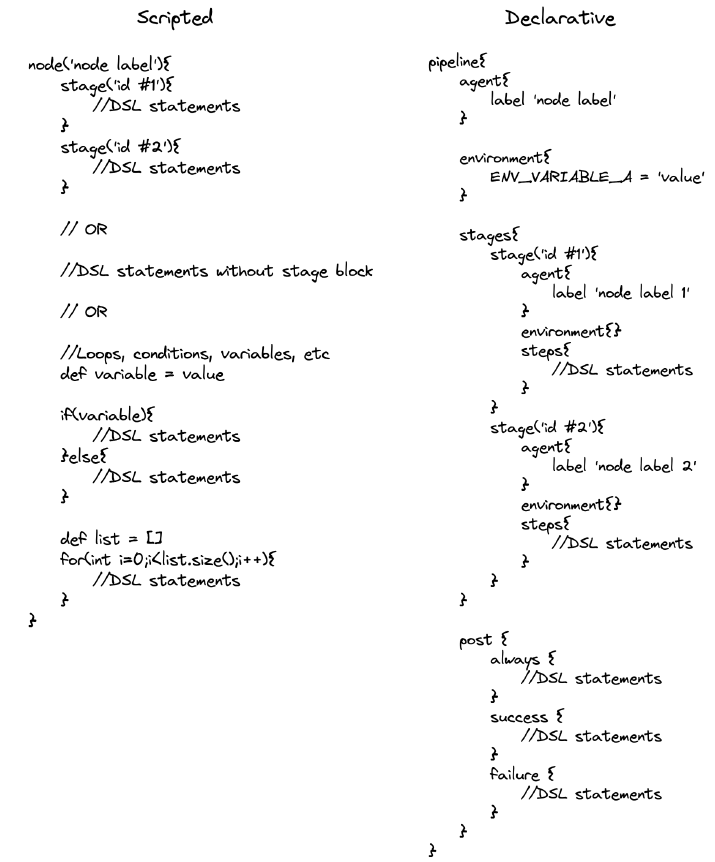 Scripted
node('node label'){
stage('id #1'){
//DSL statements
}
stage('id #2'){
//DSL statements
}
// OR
//DSL statements without stage block
// OR
//Loops, conditions, variables, etc
def variable = value
if(variable){
//DSL statements
}else{
//DSL statements
}
def list = []
for(int i=0;i<list.size();i++){
//DSL statements
}
}
Declarative
pipeline{
agent{
label 'node label'
}
environment{
ENV_VARIABLE_A = 'value'
}
stages{
stage('id #1'){
agent{
label 'node label 1'
}
environment{}
steps{
//DSL statements
}
}
stage('id #2'){
agent{
label 'node label 2'
}
environment{}
steps{
//DSL statements
}
}
}
post {
always {
//DSL statements
}
success {
//DSL statements
}
failure {
//DSL statements
}
}
}